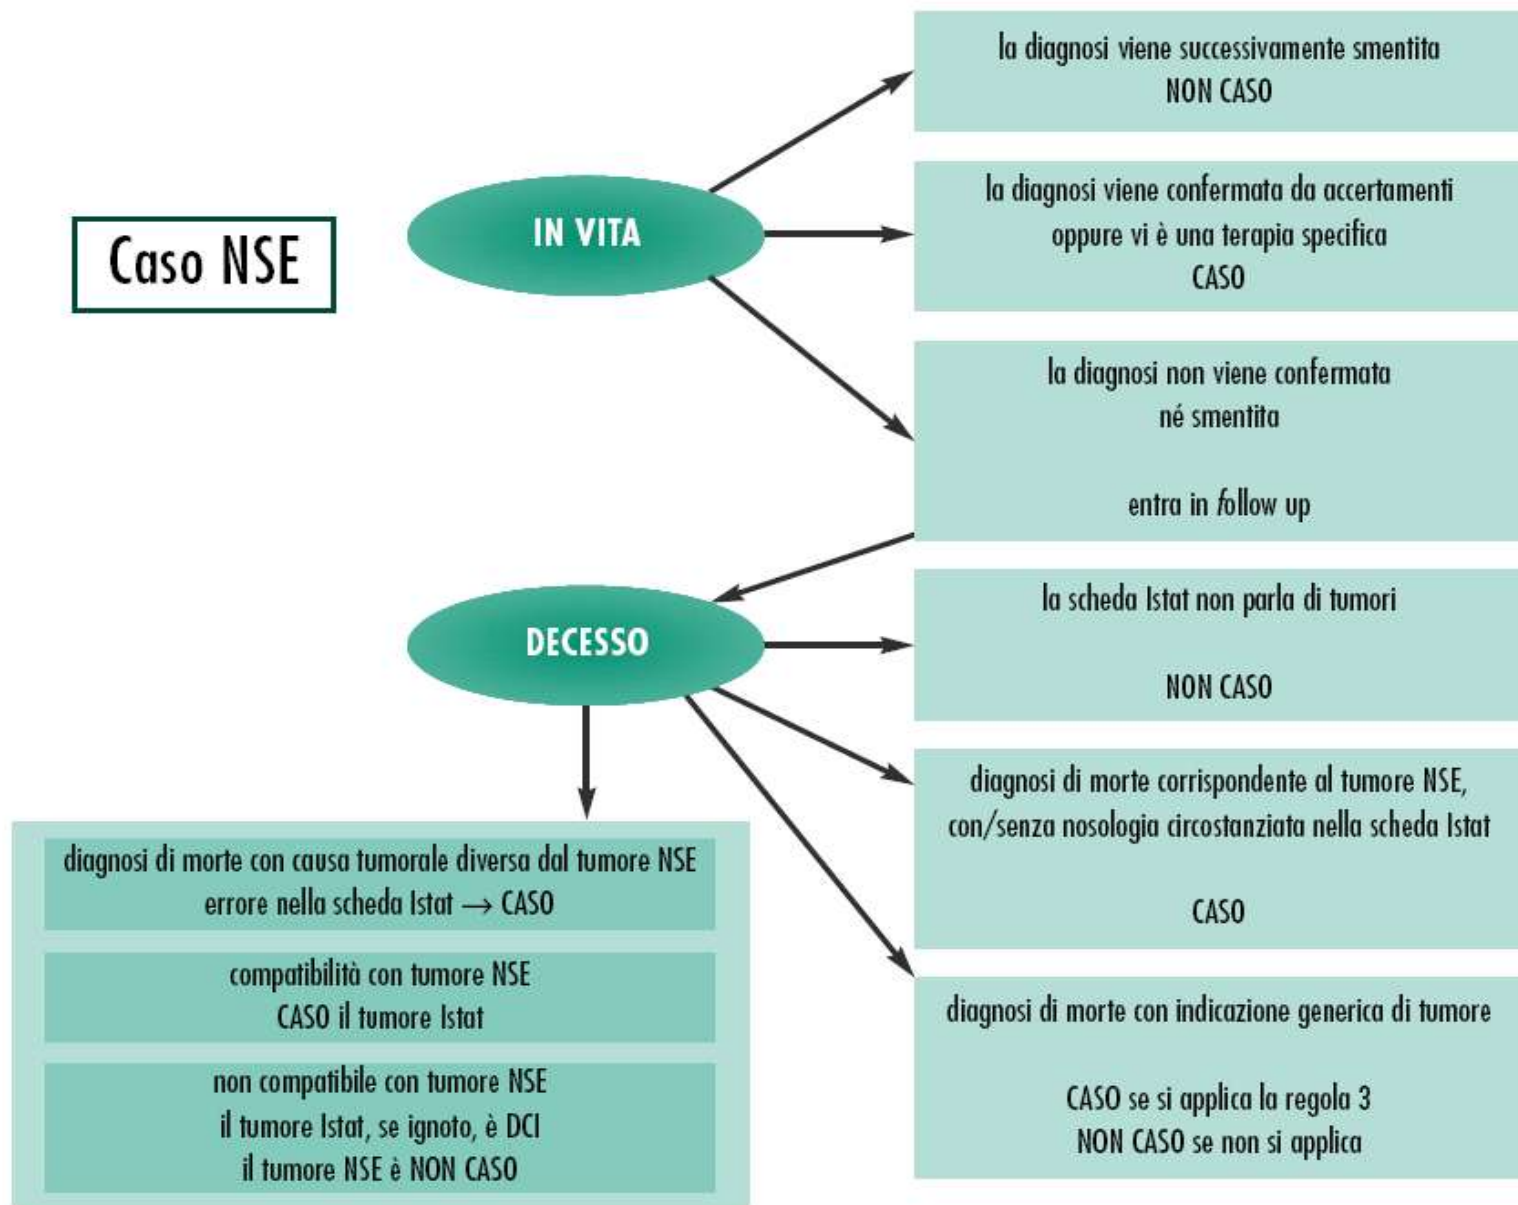 Caso NSE
IN VITA
la diagnosi viene successivamente smentita
NON CASO
la diagnosi viene confermata da accertamenti
oppure vi è una terapia specifica
CASO
la diagnosi non viene confermata
né smentita
entra in follow up
DECESSO
la scheda Istat non parla di tumori
NON CASO
diagnosi di morte corrispondente al tumore NSE,
con/senza nosologia circostanziata nella scheda Istat
CASO
diagnosi di morte con indicazione generica di tumore
CASO se si applica la regola 3
NON CASO se non si applica
diagnosi di morte con causa tumorale diversa dal tumore NSE
errore nella scheda Istat → CASO
compatibilità con tumore NSE
CASO il tumore Istat
non compatibile con tumore NSE
il tumore Istat, se ignoto, è DCI
il tumore NSE è NON CASO